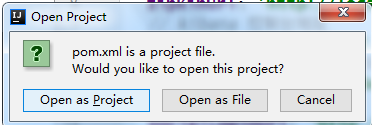 Open Project
pom.xml is a project file.
Would you like to open this project?
Open as Project
Open as File
Cancel